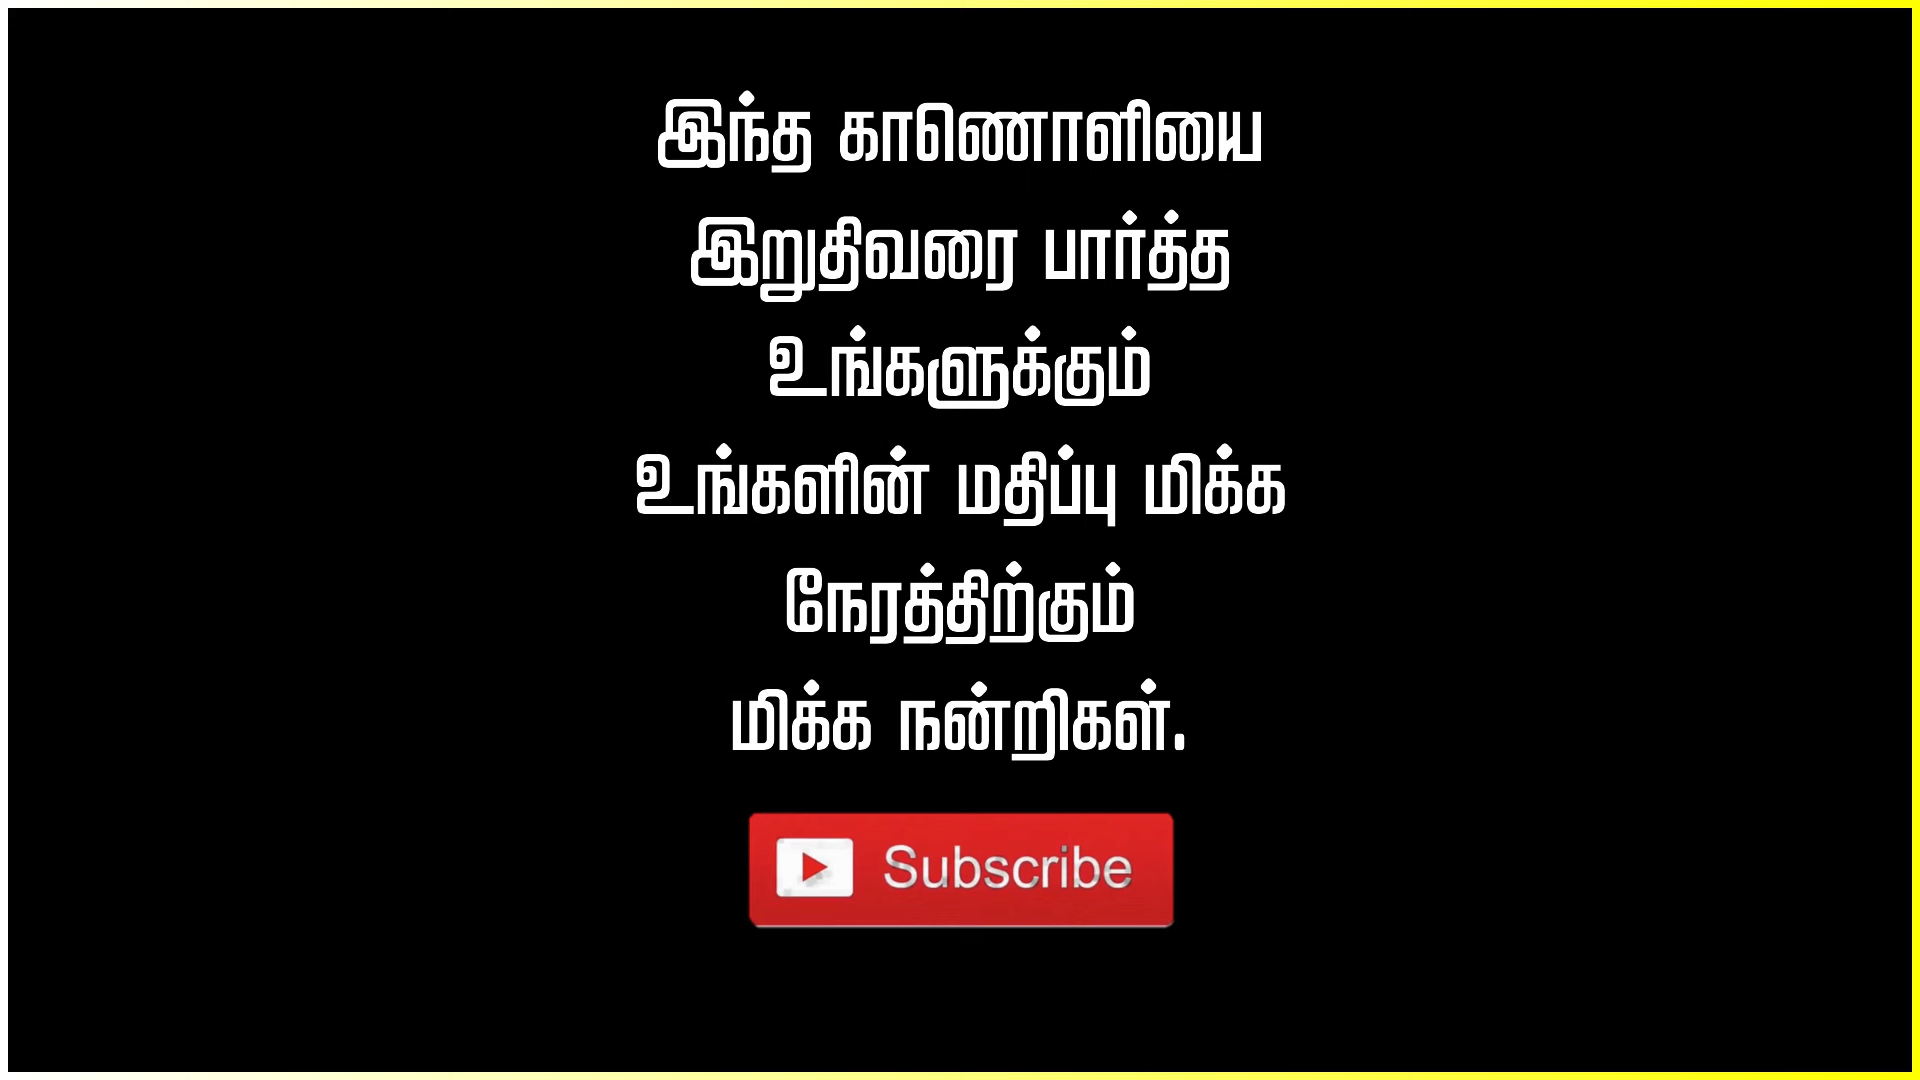 இந்த காணொளியை
இறுதிவரை பார்த்த
உங்களுக்கும்
உங்களின் மதிப்பு மிக்க
நேரத்திற்கும்
மிக்க நன்றிகள்.
Subscribe